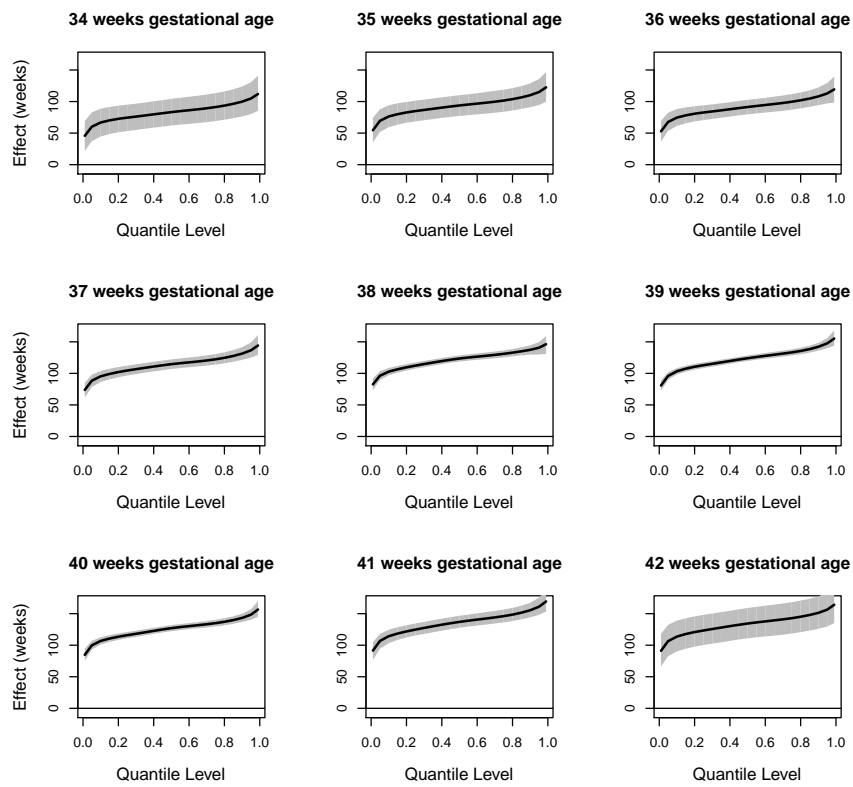 34 weeks gestational age
35 weeks gestational age
36 weeks gestational age
Effect (weeks)
0 50 100
0.0 0.2 0.4 0.6 0.8 1.0
Quantile Level
0 50 100
0.0 0.2 0.4 0.6 0.8 1.0
Quantile Level
0 50 100
0.0 0.2 0.4 0.6 0.8 1.0
Quantile Level
37 weeks gestational age
38 weeks gestational age
39 weeks gestational age
Effect (weeks)
0 50 100
0.0 0.2 0.4 0.6 0.8 1.0
Quantile Level
0 50 100
0.0 0.2 0.4 0.6 0.8 1.0
Quantile Level
0 50 100
0.0 0.2 0.4 0.6 0.8 1.0
Quantile Level
40 weeks gestational age
41 weeks gestational age
42 weeks gestational age
Effect (weeks)
0 50 100
0.0 0.2 0.4 0.6 0.8 1.0
Quantile Level
0 50 100
0.0 0.2 0.4 0.6 0.8 1.0
Quantile Level
0 50 100
0.0 0.2 0.4 0.6 0.8 1.0
Quantile Level